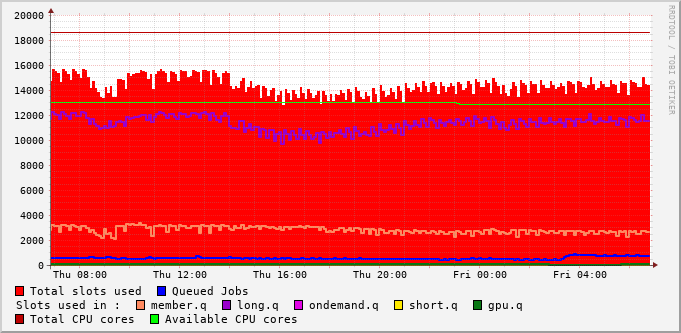 20000
18000
16000
14000
12000
10000
8000
6000
4000
2000
0
Thu 08:00 Thu 12:00 Thu 16:00 Thu 20:00 Fri 00:00 Fri 04:00
RRDTOOL / TOBI OETIKER
Total slots used Queued Jobs
Slots used in : member.q long.q ondemand.q short.q gpu.q
Total CPU cores Available CPU cores